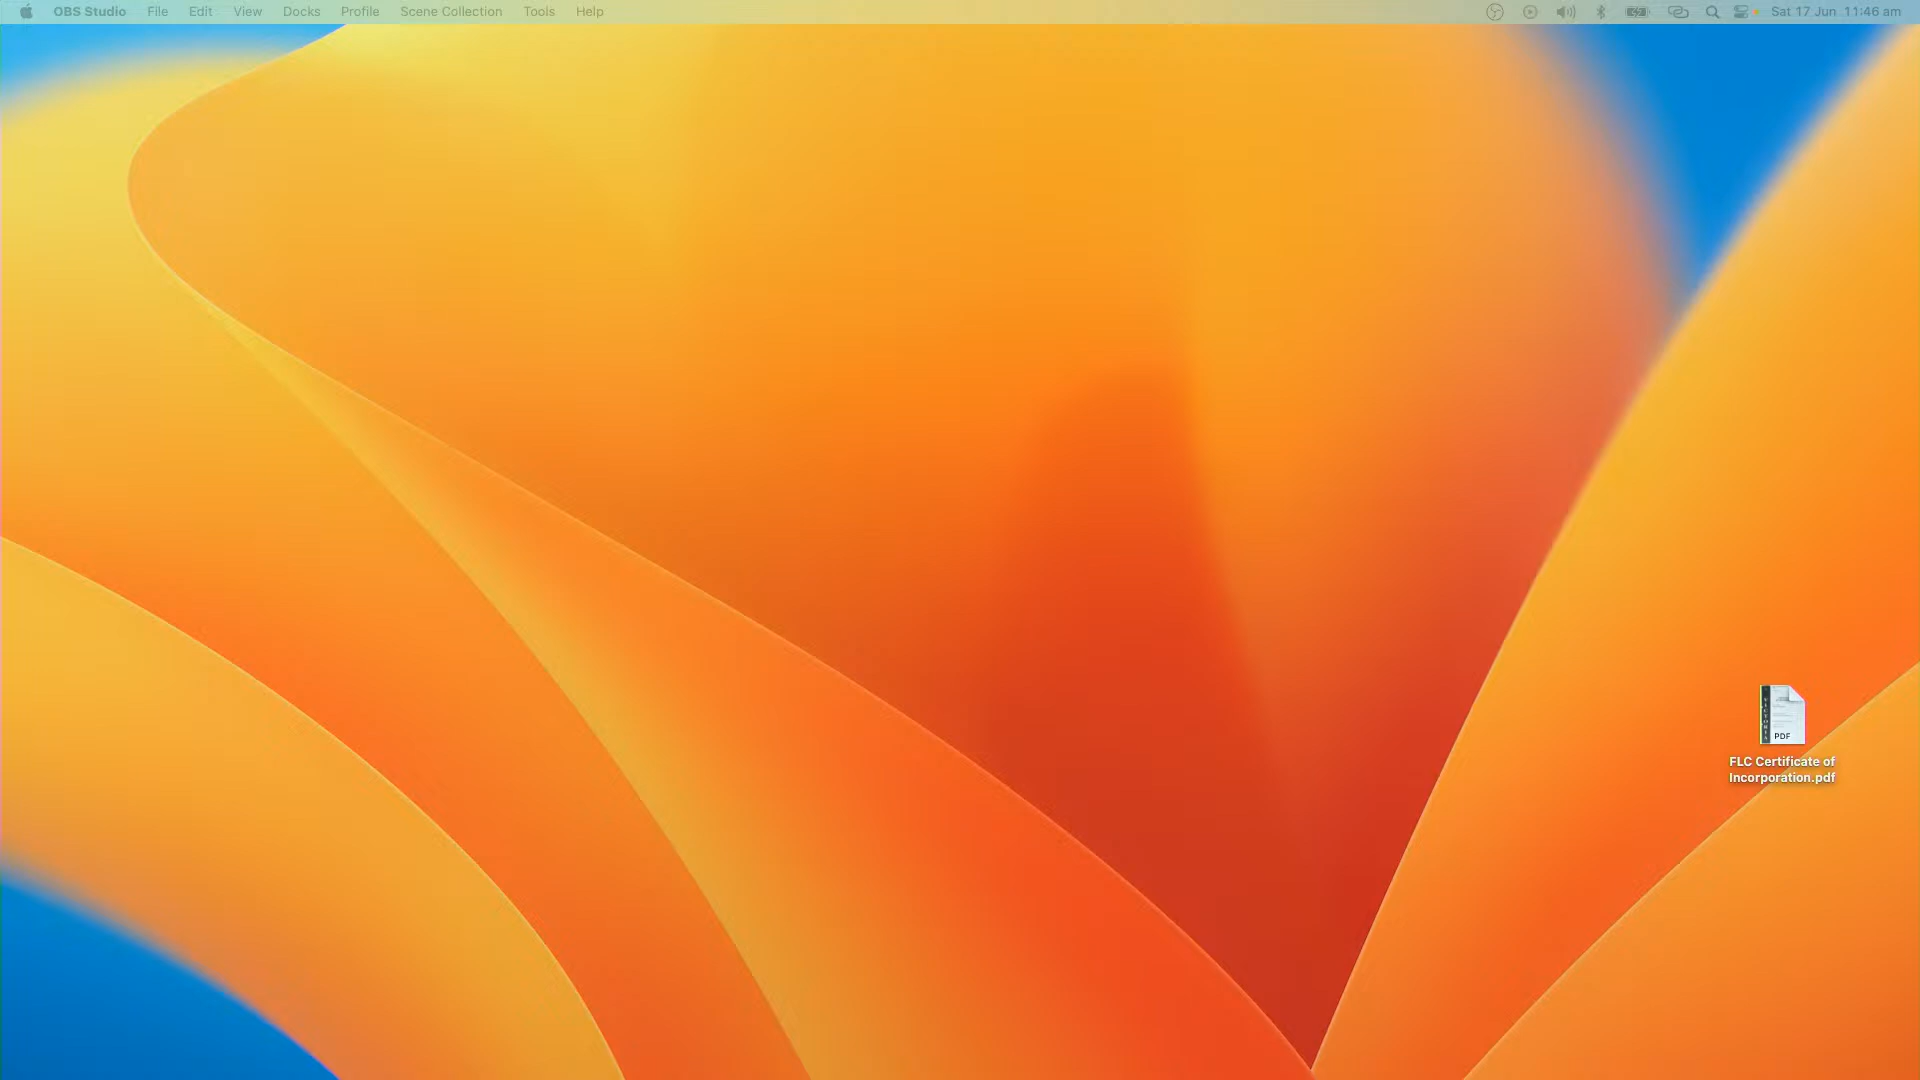 OBS Studio File Edit View Docks Profile Scene Collection Tools Help Sat 17 Jun 11:46 am
PDF
FLC Certificate of
Incorporation.pdf